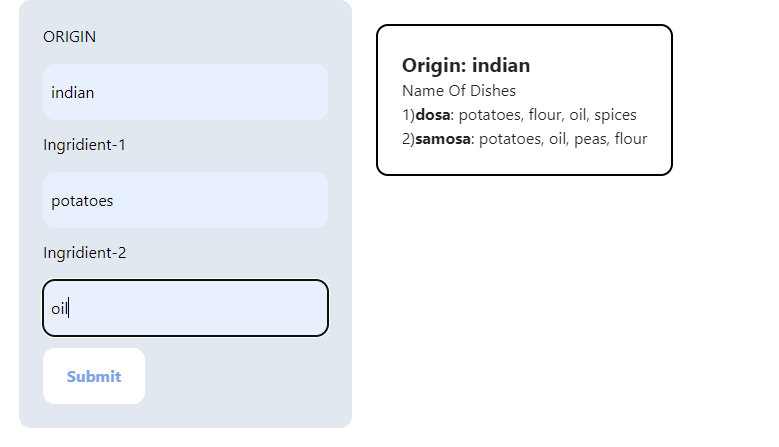 ORIGIN
indian
Ingridient-1
potatoes
Ingridient-2
oil
Submit
Origin: indian
Name Of Dishes
1)dosa: potatoes, flour, oil, spices
2)samosa: potatoes, oil, peas, flour